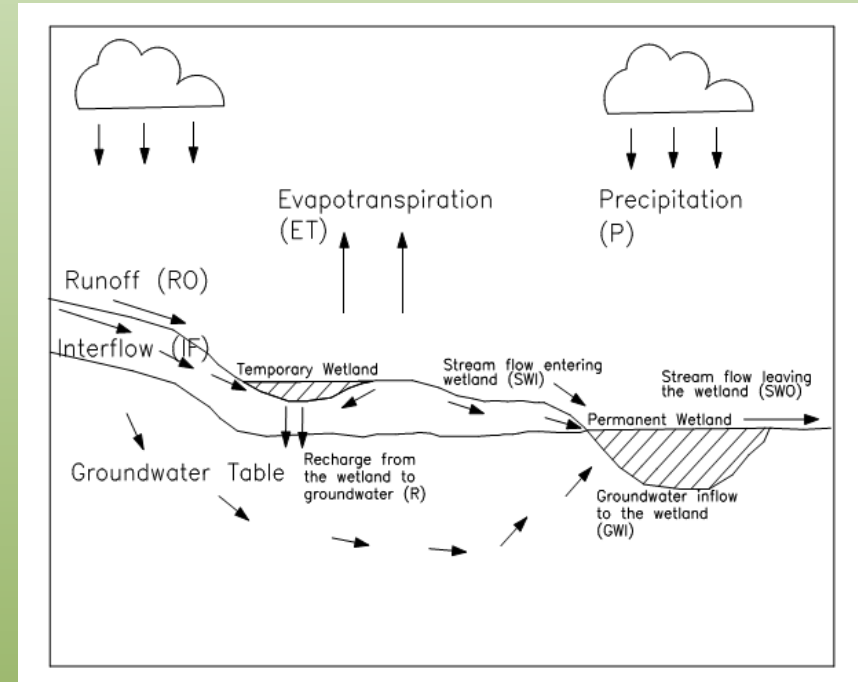 Evapotranspiration
(ET)
Precipitation
(P)
Runoff (RO)
Interflow (IF)
Temporary Wetland
Stream flow entering
wetland (SWI)
Stream flow leaving
the wetland (SWO)
Permanent Wetland
Groundwater Table
Recharge from
the wetland to
groundwater (R)
Groundwater inflow
to the wetland
(GWI)